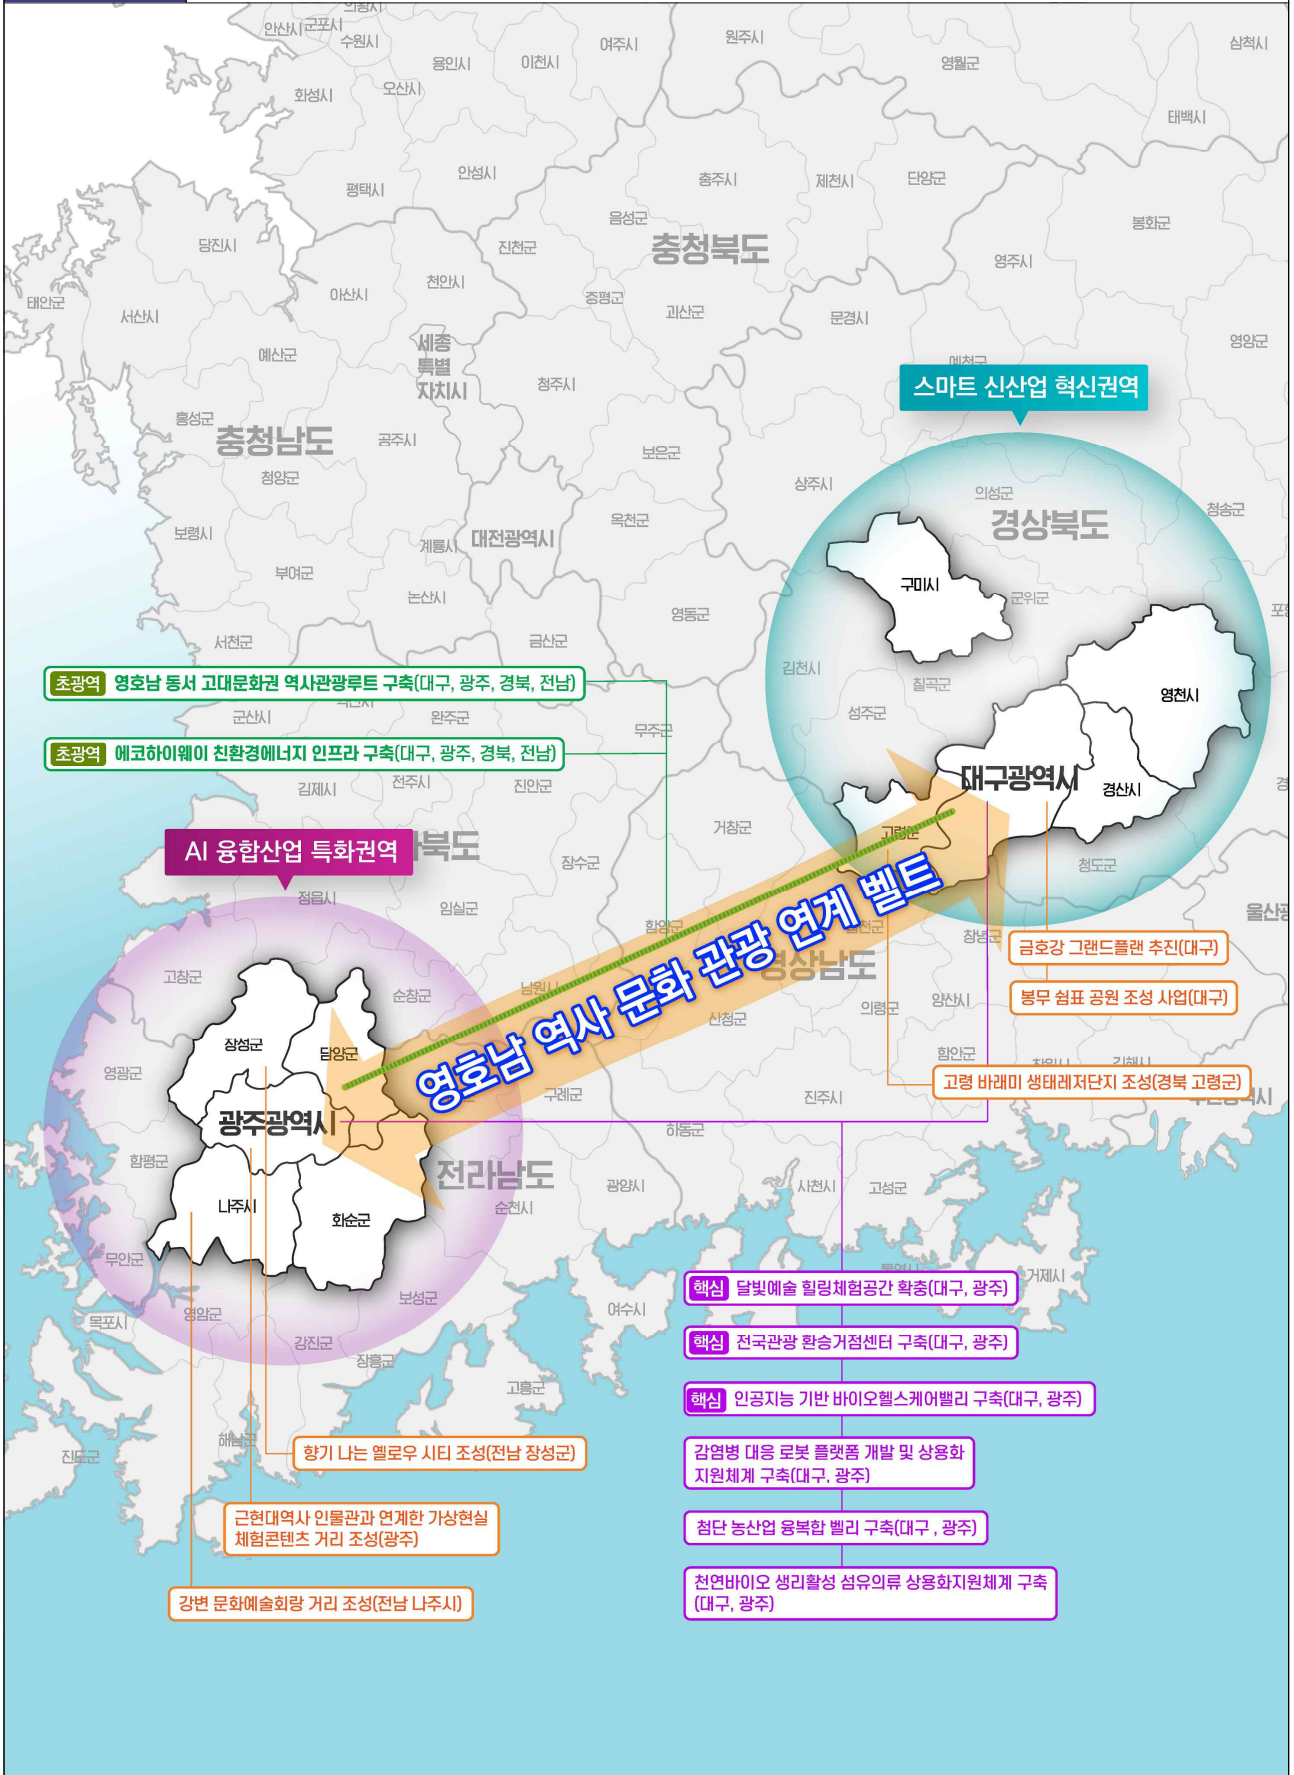 안산시
군포시
수원시
용인시
이천시
여주시
원주시
영월군
삼척시
화성시
오산시
태백시
평택시
안성시
충주시
제천시
단양군
음성군
봉화군
당진시
진천군
충청북도
영주시
천안시
태안군
서산시
아산시
증평군
괴산군
문경시
예산군
세종
특별
자치시
청주시
영양군
예천군
스마트 신산업 혁신권역
홍성군
충청남도
공주시
보은군
청양군
상주시
의성군
경상북도
청송군
보령시
계룡시
대전광역시
옥천군
부여군
구미시
군위군
논산시
영동군
서천군
금산군
김천시
칠곡군
영천시
초광역 영호남 동서 고대문화권 역사관광루트 구축(대구, 광주, 경북, 전남)
군산시
완주군
무주군
성주군
초광역 에코하이웨이 친환경에너지 인프라 구축(대구, 광주, 경북, 전남)
대구광역시
경산시
김제시
전주시
진안군
거창군
고령군
AI 융합산업 특화권역
북도
장수군
청도군
정읍시
임실군
함양군
창녕군
영호남 역사 문화 관광 연계 벨트
금호강 그랜드플랜 추진(대구)
고창군
순창군
남원시
산청군
의령군
양산시
봉무 쉼표 공원 조성 사업(대구)
장성군
담양군
함안군
김해시
영광군
구례군
진주시
고령 바래미 생태레저단지 조성(경북 고령군)
광주광역시
하동군
함평군
전라남도
광양시
사천시
고성군
나주시
화순군
순천시
무안군
거제시
핵심 달빛예술 힐링체험공간 확충(대구, 광주)
보성군
여수시
목포시
영암군
강진군
장흥군
핵심 전국관광 환승거점센터 구축(대구, 광주)
고흥군
핵심 인공지능 기반 바이오헬스케어밸리 구축(대구, 광주)
해남군
진도군
향기 나는 옐로우 시티 조성(전남 장성군)
감염병 대응 로봇 플랫폼 개발 및 상용화
지원체계 구축(대구, 광주)
근현대역사 인물관과 연계한 가상현실
체험콘텐츠 거리 조성(광주)
첨단 농산업 융복합 벨리 구축(대구 , 광주)
천연바이오 생리활성 섬유의류 상용화지원체계 구축
(대구, 광주)
강변 문화예술회랑 거리 조성(전남 나주시)